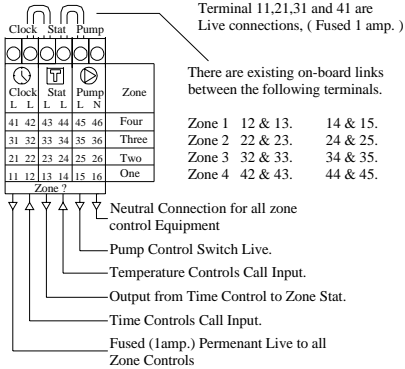 Clock Stat Pump
Terminal 11,21,31 and 41 are
Live connections, ( Fused 1 amp. )
There are existing on-board links
between the following terminals.
Zone 1 12 & 13. 14 & 15.
Zone 2 22 & 23. 24 & 25.
Zone 3 32 & 33. 34 & 35.
Zone 4 42 & 43. 44 & 45.
Clock Stat Pump Zone
L L L L L N
41 42 43 44 45 46 Four
31 32 33 34 35 36 Three
21 22 23 24 25 26 Two
11 12 13 14 15 16 One
Zone ?
Neutral Connection for all zone
control Equipment
Pump Control Switch Live.
Temperature Controls Call Input.
Output from Time Control to Zone Stat.
Time Controls Call Input.
Fused (1amp.) Permenant Live to all
Zone Controls